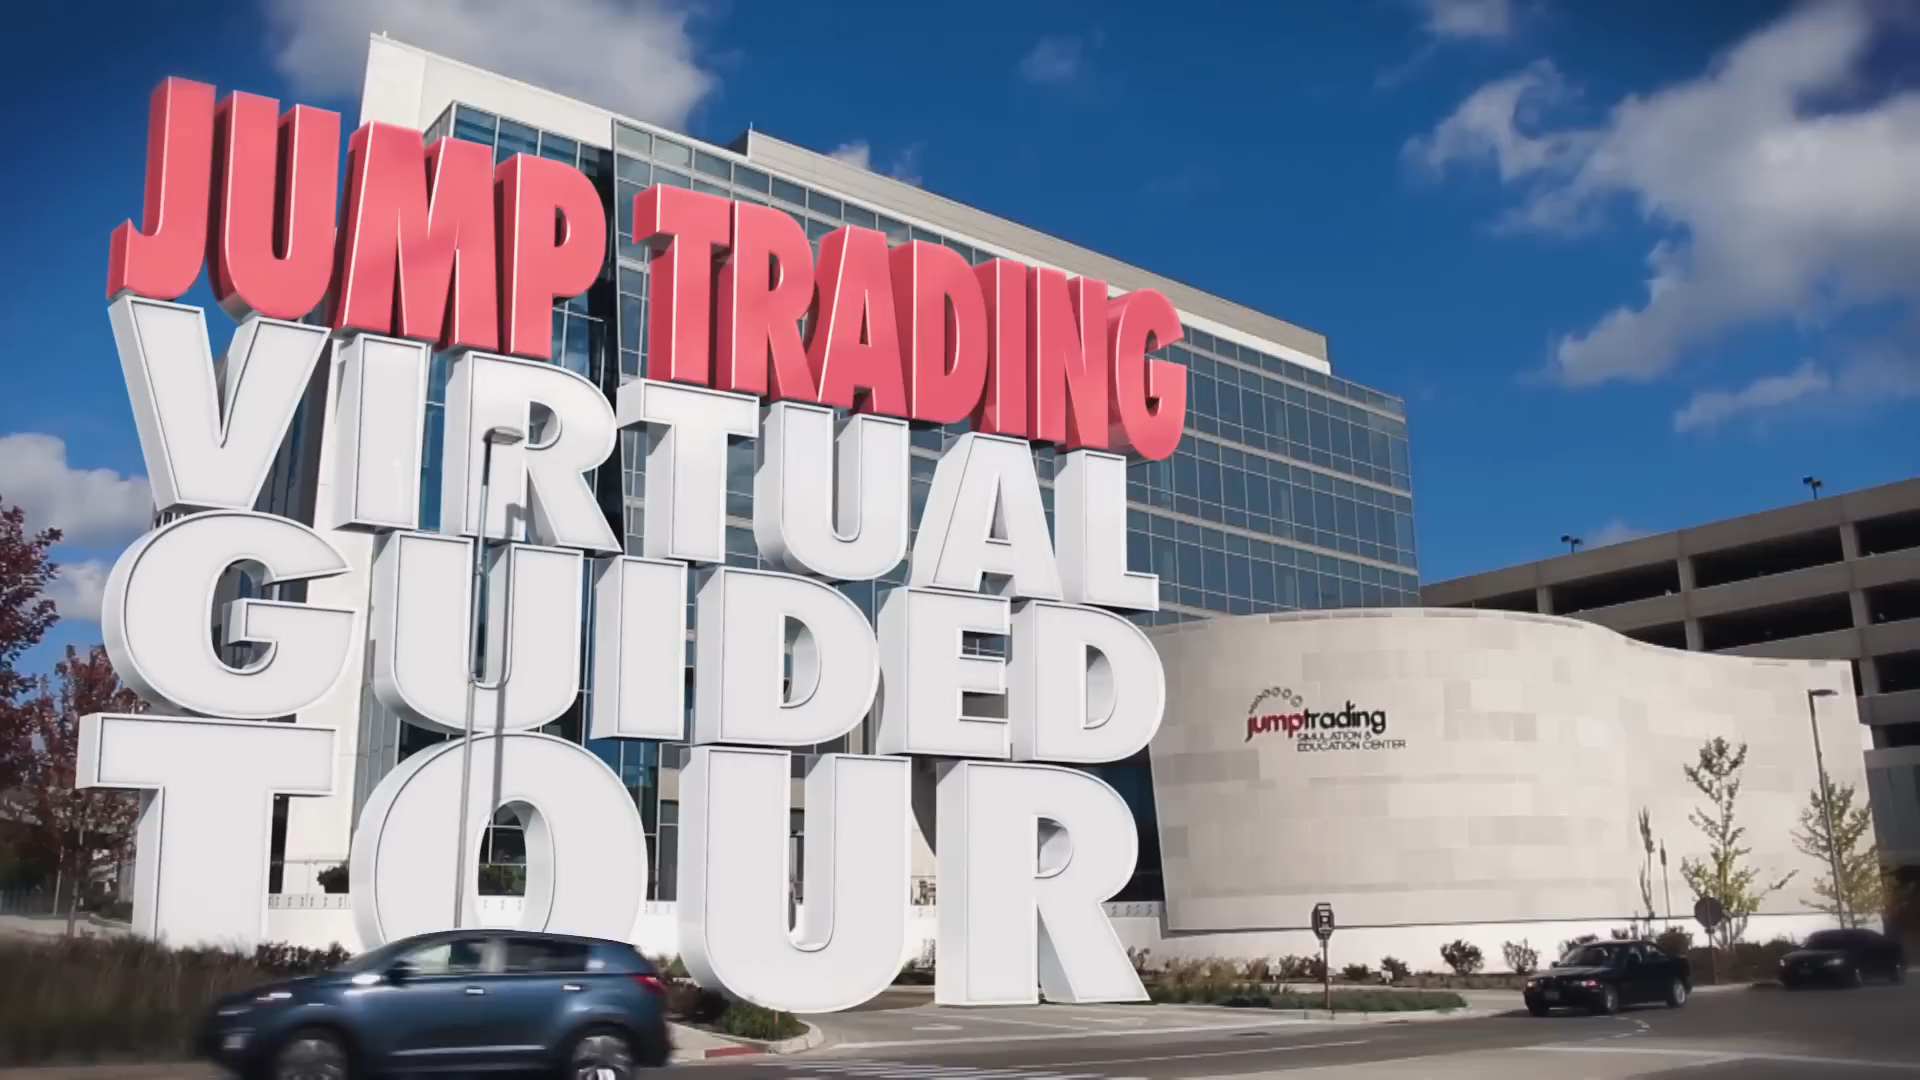 JUMP TRADING
VIRTUAL
GUIDED
TOUR
jumptrading
SIMULATION &
EDUCATION CENTER